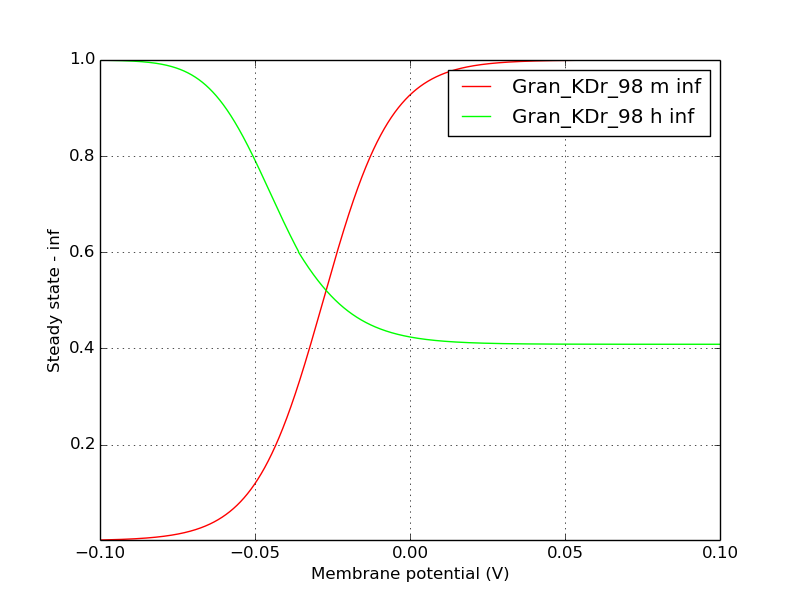 1.0
0.8
0.6
0.4
0.2
Steady state - inf
Gran_KDr_98 m inf
Gran_KDr_98 h inf
−0.10 −0.05 0.00 0.05 0.10
Membrane potential (V)